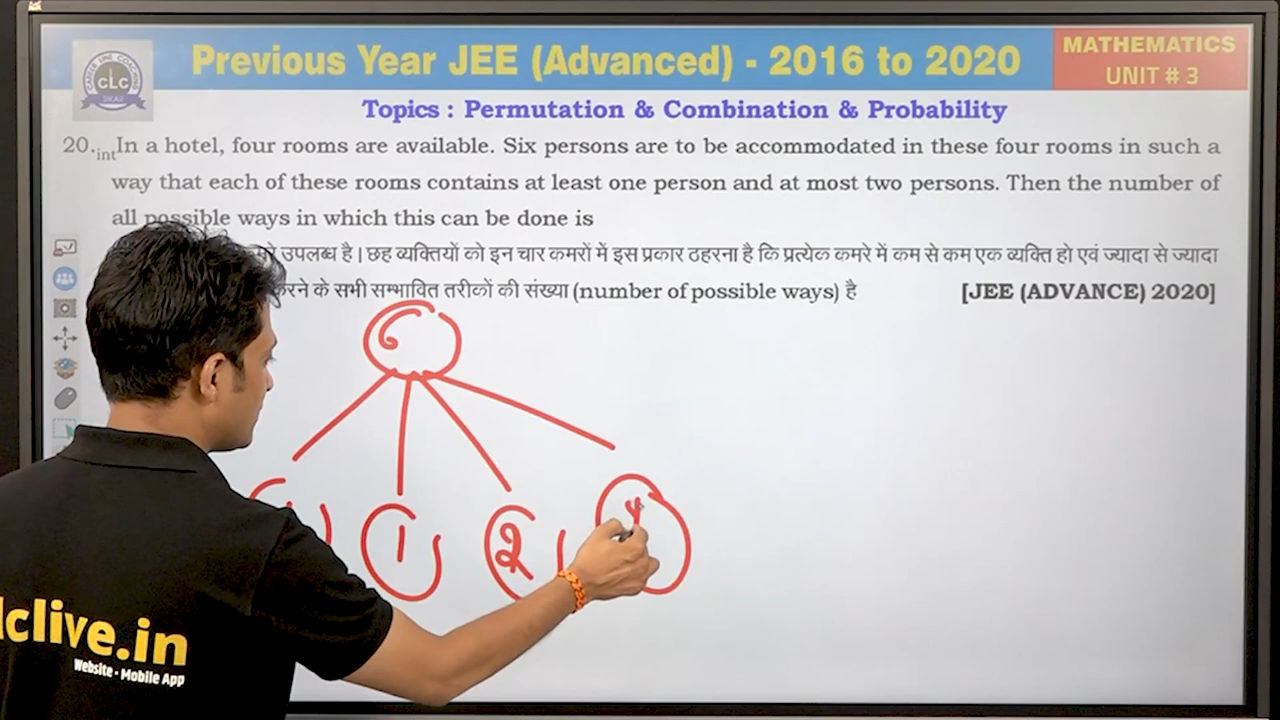 Previous Year JEE (Advanced) - 2016 to 2020
MATHEMATICS
UNIT # 3
CLC
SIKAR
Topics : Permutation & Combination & Probability
20.int In a hotel, four rooms are available. Six persons are to be accommodated in these four rooms in such a
way that each of these rooms contains at least one person and at most two persons. Then the number of
all possible ways in which this can be done is
उपलब्ध है। छह व्यक्तियों को इन चार कमरों में इस प्रकार ठहरना है कि प्रत्येक कमरे में कम से कम एक व्यक्ति हो एवं ज्यादा से ज्यादा
करने के सभी सम्भावित तरीकों की संख्या (number of possible ways) है [JEE (ADVANCE) 2020]
6
1 2
lclive.in
Website - Mobile App